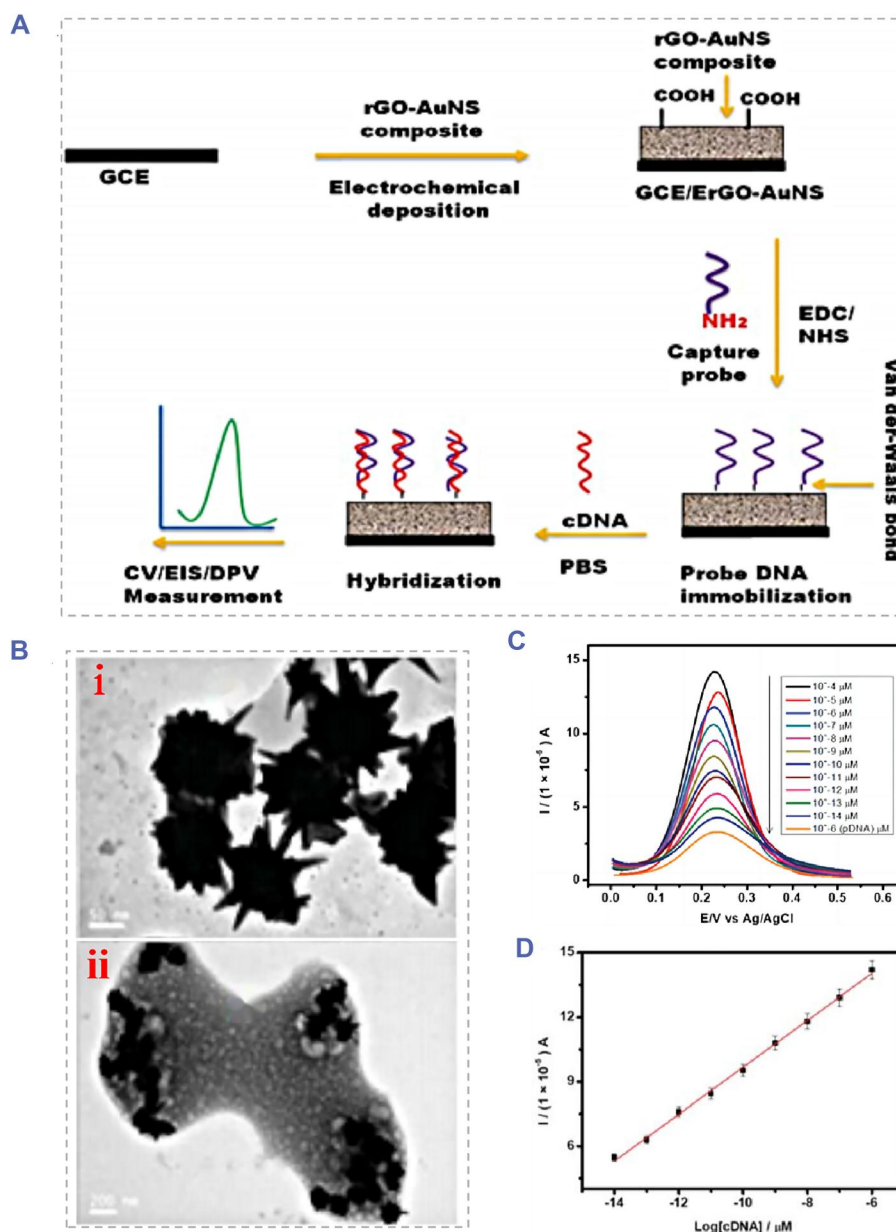 A
rGO-AuNS
composite
COOH
COOH
rGO-AuNS
composite
GCE
Electrochemical
deposition
GCE/ErGO-AuNS
NH₂
EDC/
NHS
Capture
probe
Van der-Waals bond
cDNA
PBS
CV/EIS/DPV
Measurement
Hybridization
Probe DNA
immobilization
B
i
50 nm
ii
200 nm
C
I / (1 × 10⁻⁵) A
15
10
5
0
0.0
0.1
0.2
0.3
0.4
0.5
0.6
E/V vs Ag/AgCl
10^-4 μM
10^-5 μM
10^-6 μM
10^-7 μM
10^-8 μM
10^-9 μM
10^-10 μM
10^-11 μM
10^-12 μM
10^-13 μM
10^-14 μM
10^-6 (pDNA) μM
D
I / (1 × 10⁻⁵) A
15
12
9
6
-14
-12
-10
-8
-6
Log[cDNA] / μM